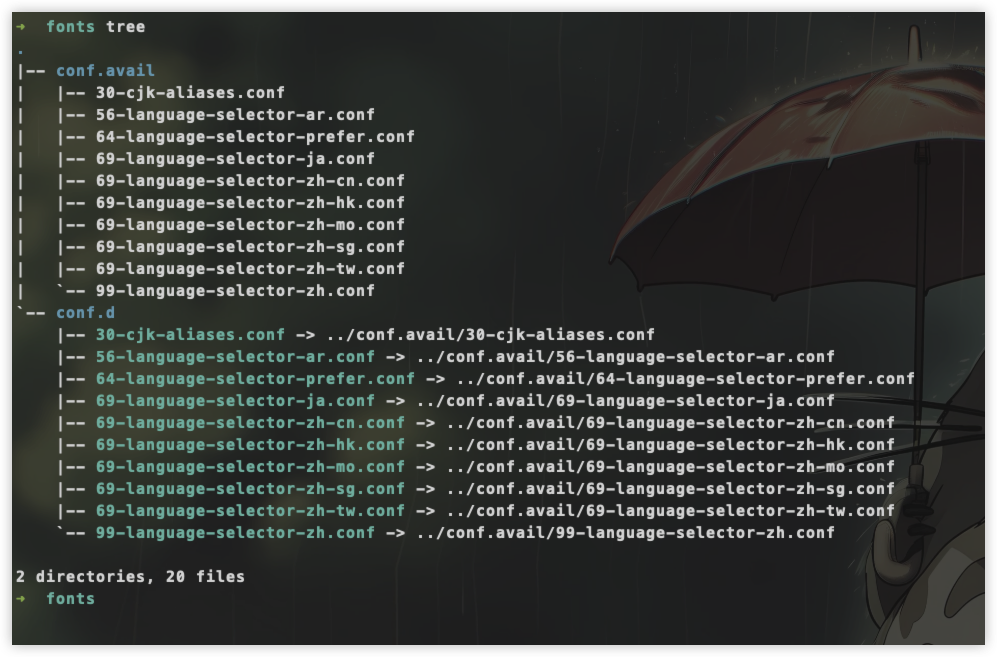 → fonts tree
.
|-- conf.avail
|   |-- 30-cjk-aliases.conf
|   |-- 56-language-selector-ar.conf
|   |-- 64-language-selector-prefer.conf
|   |-- 69-language-selector-ja.conf
|   |-- 69-language-selector-zh-cn.conf
|   |-- 69-language-selector-zh-hk.conf
|   |-- 69-language-selector-zh-mo.conf
|   |-- 69-language-selector-zh-sg.conf
|   |-- 69-language-selector-zh-tw.conf
|   `-- 99-language-selector-zh.conf
`-- conf.d
    |-- 30-cjk-aliases.conf -> ../conf.avail/30-cjk-aliases.conf
    |-- 56-language-selector-ar.conf -> ../conf.avail/56-language-selector-ar.conf
    |-- 64-language-selector-prefer.conf -> ../conf.avail/64-language-selector-prefer.conf
    |-- 69-language-selector-ja.conf -> ../conf.avail/69-language-selector-ja.conf
    |-- 69-language-selector-zh-cn.conf -> ../conf.avail/69-language-selector-zh-cn.conf
    |-- 69-language-selector-zh-hk.conf -> ../conf.avail/69-language-selector-zh-hk.conf
    |-- 69-language-selector-zh-mo.conf -> ../conf.avail/69-language-selector-zh-mo.conf
    |-- 69-language-selector-zh-sg.conf -> ../conf.avail/69-language-selector-zh-sg.conf
    |-- 69-language-selector-zh-tw.conf -> ../conf.avail/69-language-selector-zh-tw.conf
    `-- 99-language-selector-zh.conf -> ../conf.avail/99-language-selector-zh.conf
2 directories, 20 files
→ fonts